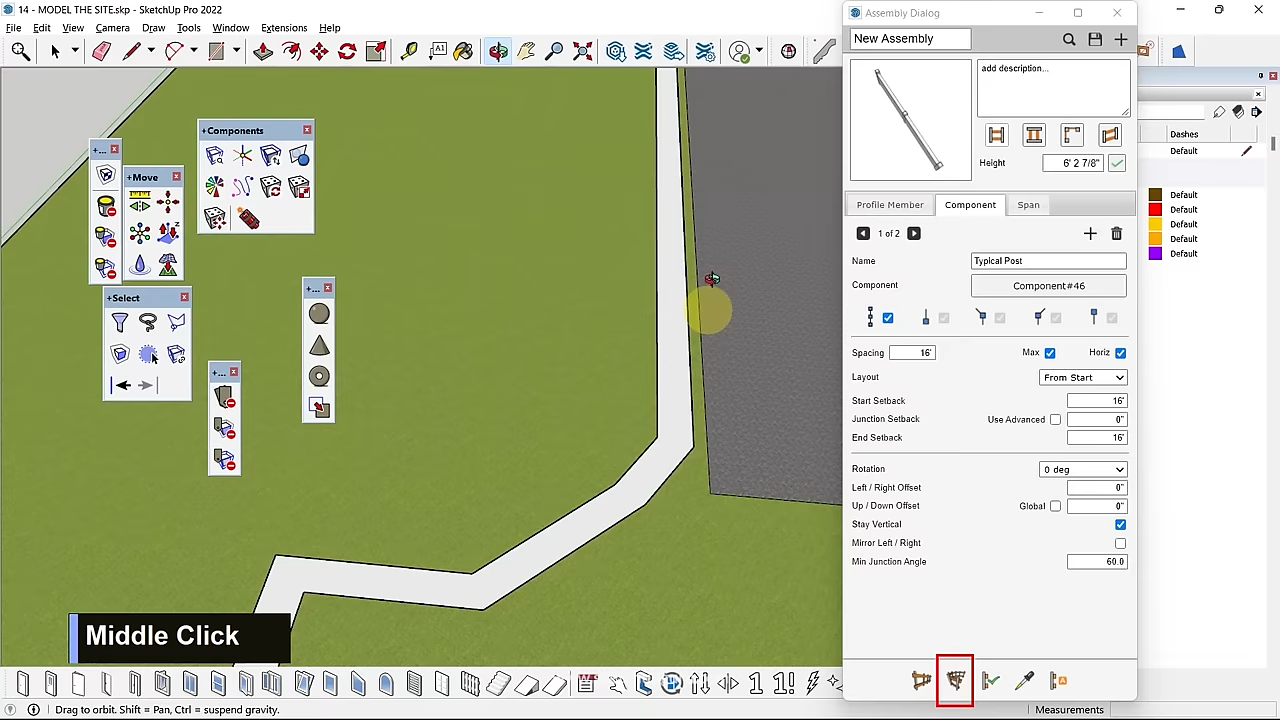 14 - MODEL THE SITE.skp - SketchUp Pro 2022
Assembly Dialog
File Edit View Camera Draw Tools Window Extensions Help
New Assembly
add description...
Height 6' 2 7/8"
Dashes
Default
Default
Default
Default
Default
Default
+...
+Components
+Move
+Select
+...
+...
Profile Member Component Span
1 of 2
Name Typical Post
Component Component#46
Spacing 16' Max Horiz
Layout From Start
Start Setback 16'
Junction Setback Use Advanced 0"
End Setback 16'
Rotation 0 deg
Left / Right Offset 0"
Up / Down Offset Global 0"
Stay Vertical
Mirror Left / Right
Min Junction Angle 60.0
Middle Click
Drag to orbit. Shift = Pan, Ctrl = suspend gravity.
Measurements